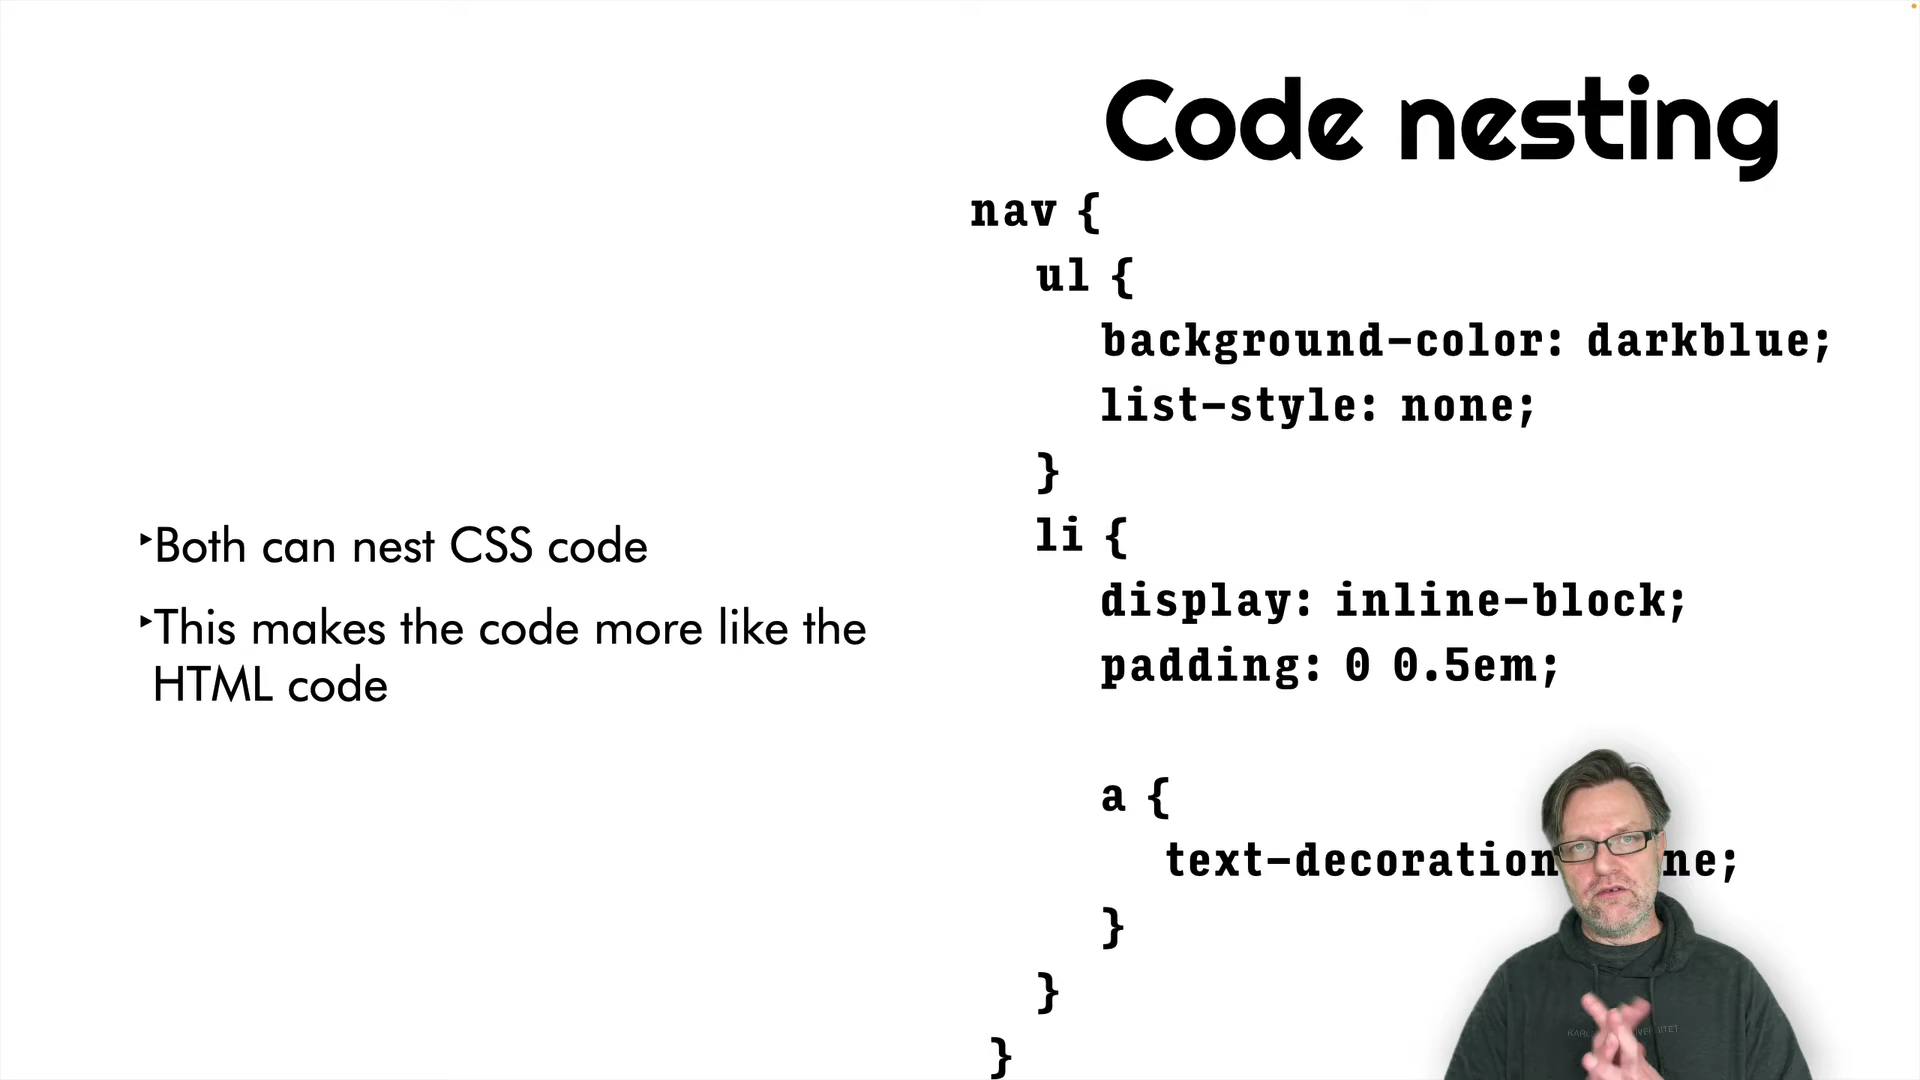 Code nesting
‣Both can nest CSS code
‣This makes the code more like the
HTML code
nav {
ul {
background-color: darkblue;
list-style: none;
}
li {
display: inline-block;
padding: 0 0.5em;
a {
text-decoration ne;
}
}
}